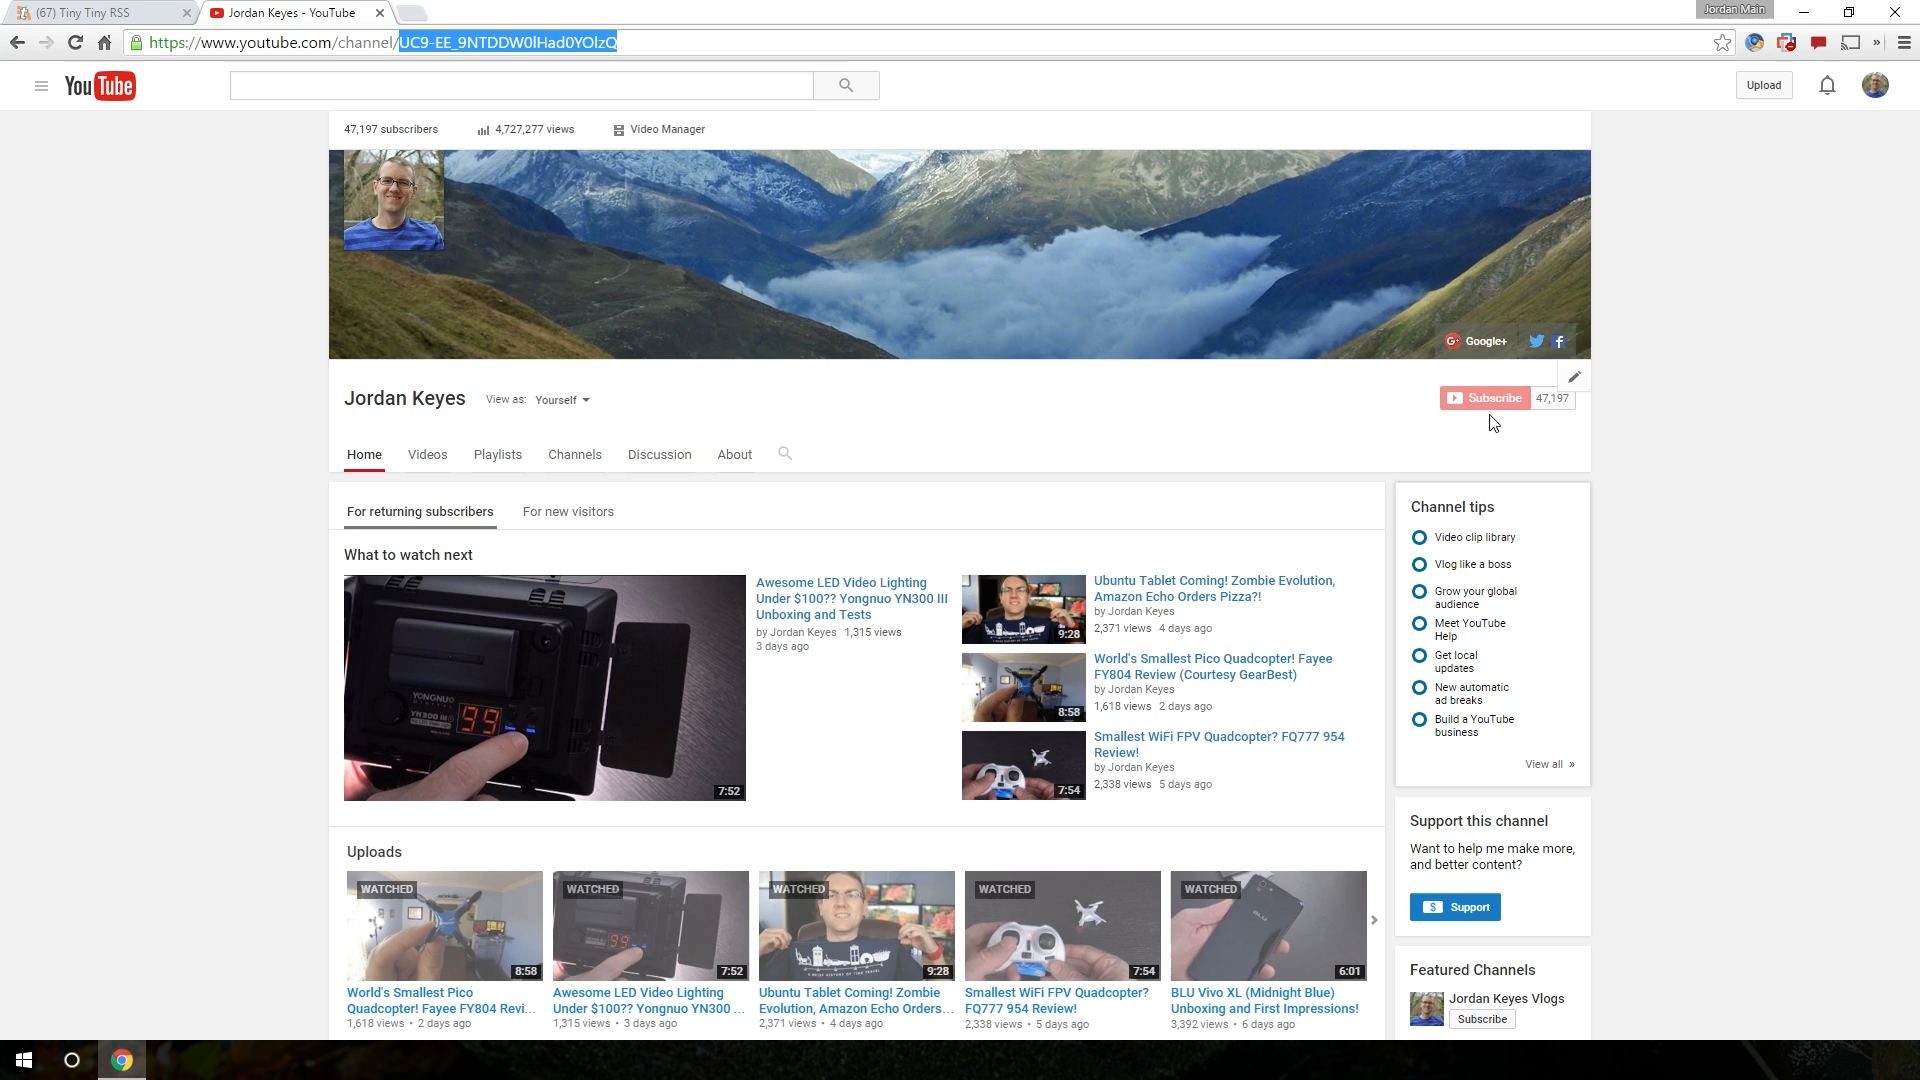 (67) Tiny Tiny RSS
Jordan Keyes - YouTube
Jordan Main
https://www.youtube.com/channel/UC9-EE_9NTDDW0lHad0YOlzQ
YouTube
Upload
47,197 subscribers
4,727,277 views
Video Manager
Google+
Jordan Keyes
View as: Yourself
Subscribe 47,197
Home
Videos
Playlists
Channels
Discussion
About
For returning subscribers
For new visitors
What to watch next
YONGNUO
YN300 III
99
7:52
Awesome LED Video Lighting
Under $100?? Yongnuo YN300 III
Unboxing and Tests
by Jordan Keyes 1,315 views
3 days ago
9:28
Ubuntu Tablet Coming! Zombie Evolution,
Amazon Echo Orders Pizza?!
by Jordan Keyes
2,371 views 4 days ago
8:58
World's Smallest Pico Quadcopter! Fayee
FY804 Review (Courtesy GearBest)
by Jordan Keyes
1,618 views 2 days ago
7:54
Smallest WiFi FPV Quadcopter? FQ777 954
Review!
by Jordan Keyes
2,338 views 5 days ago
Channel tips
Video clip library
Vlog like a boss
Grow your global
audience
Meet YouTube
Help
Get local
updates
New automatic
ad breaks
Build a YouTube
business
View all »
Support this channel
Want to help me make more,
and better content?
Support
Featured Channels
Jordan Keyes Vlogs
Subscribe
Uploads
WATCHED
8:58
World's Smallest Pico
Quadcopter! Fayee FY804 Revi...
1,618 views • 2 days ago
WATCHED
99
7:52
Awesome LED Video Lighting
Under $100?? Yongnuo YN300 ...
1,315 views • 3 days ago
WATCHED
A BRIEF HISTORY OF TIME TRAVEL
9:28
Ubuntu Tablet Coming! Zombie
Evolution, Amazon Echo Orders...
2,371 views • 4 days ago
WATCHED
7:54
Smallest WiFi FPV Quadcopter?
FQ777 954 Review!
2,338 views • 5 days ago
WATCHED
BLU
6:01
BLU Vivo XL (Midnight Blue)
Unboxing and First Impressions!
3,392 views • 6 days ago